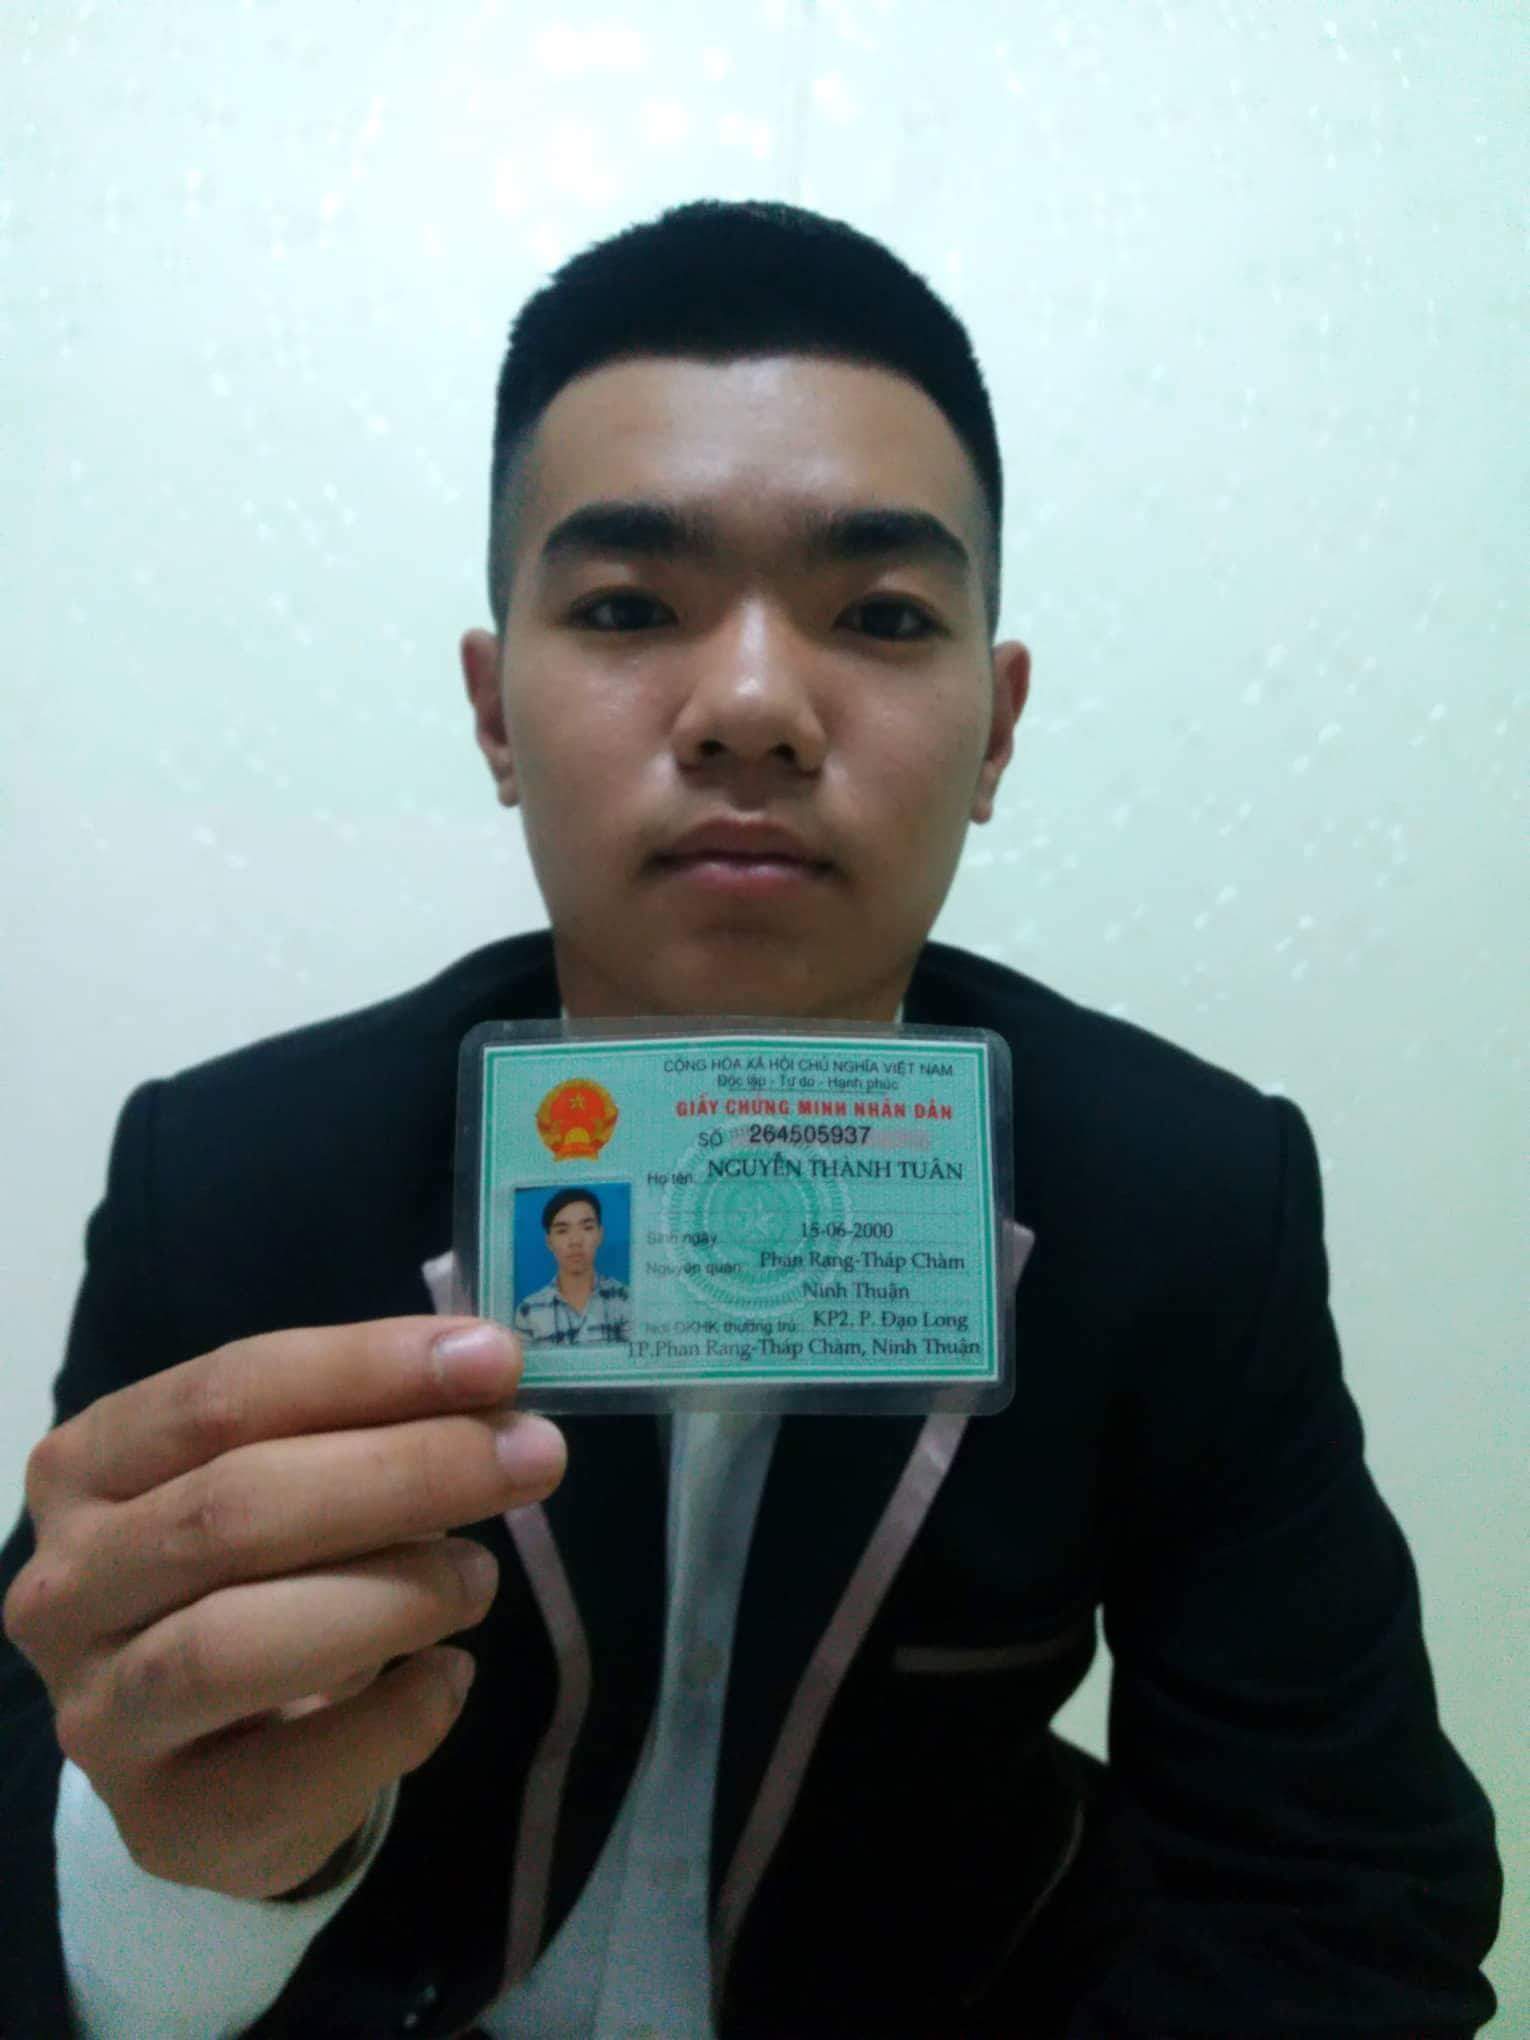 CỘNG HÒA XÃ HỘI CHỦ NGHĨA VIỆT NAM
Độc lập - Tự do - Hạnh phúc
GIẤY CHỨNG MINH NHÂN DÂN
SỐ 264505937
Họ tên: NGUYỄN THÀNH TUÂN
Sinh ngày 15-06-2000
Nguyên quán: Phan Rang-Tháp Chàm
Ninh Thuận
Nơi ĐKHK thường trú: KP2. P. Đạo Long
TP.Phan Rang-Tháp Chàm, Ninh Thuận